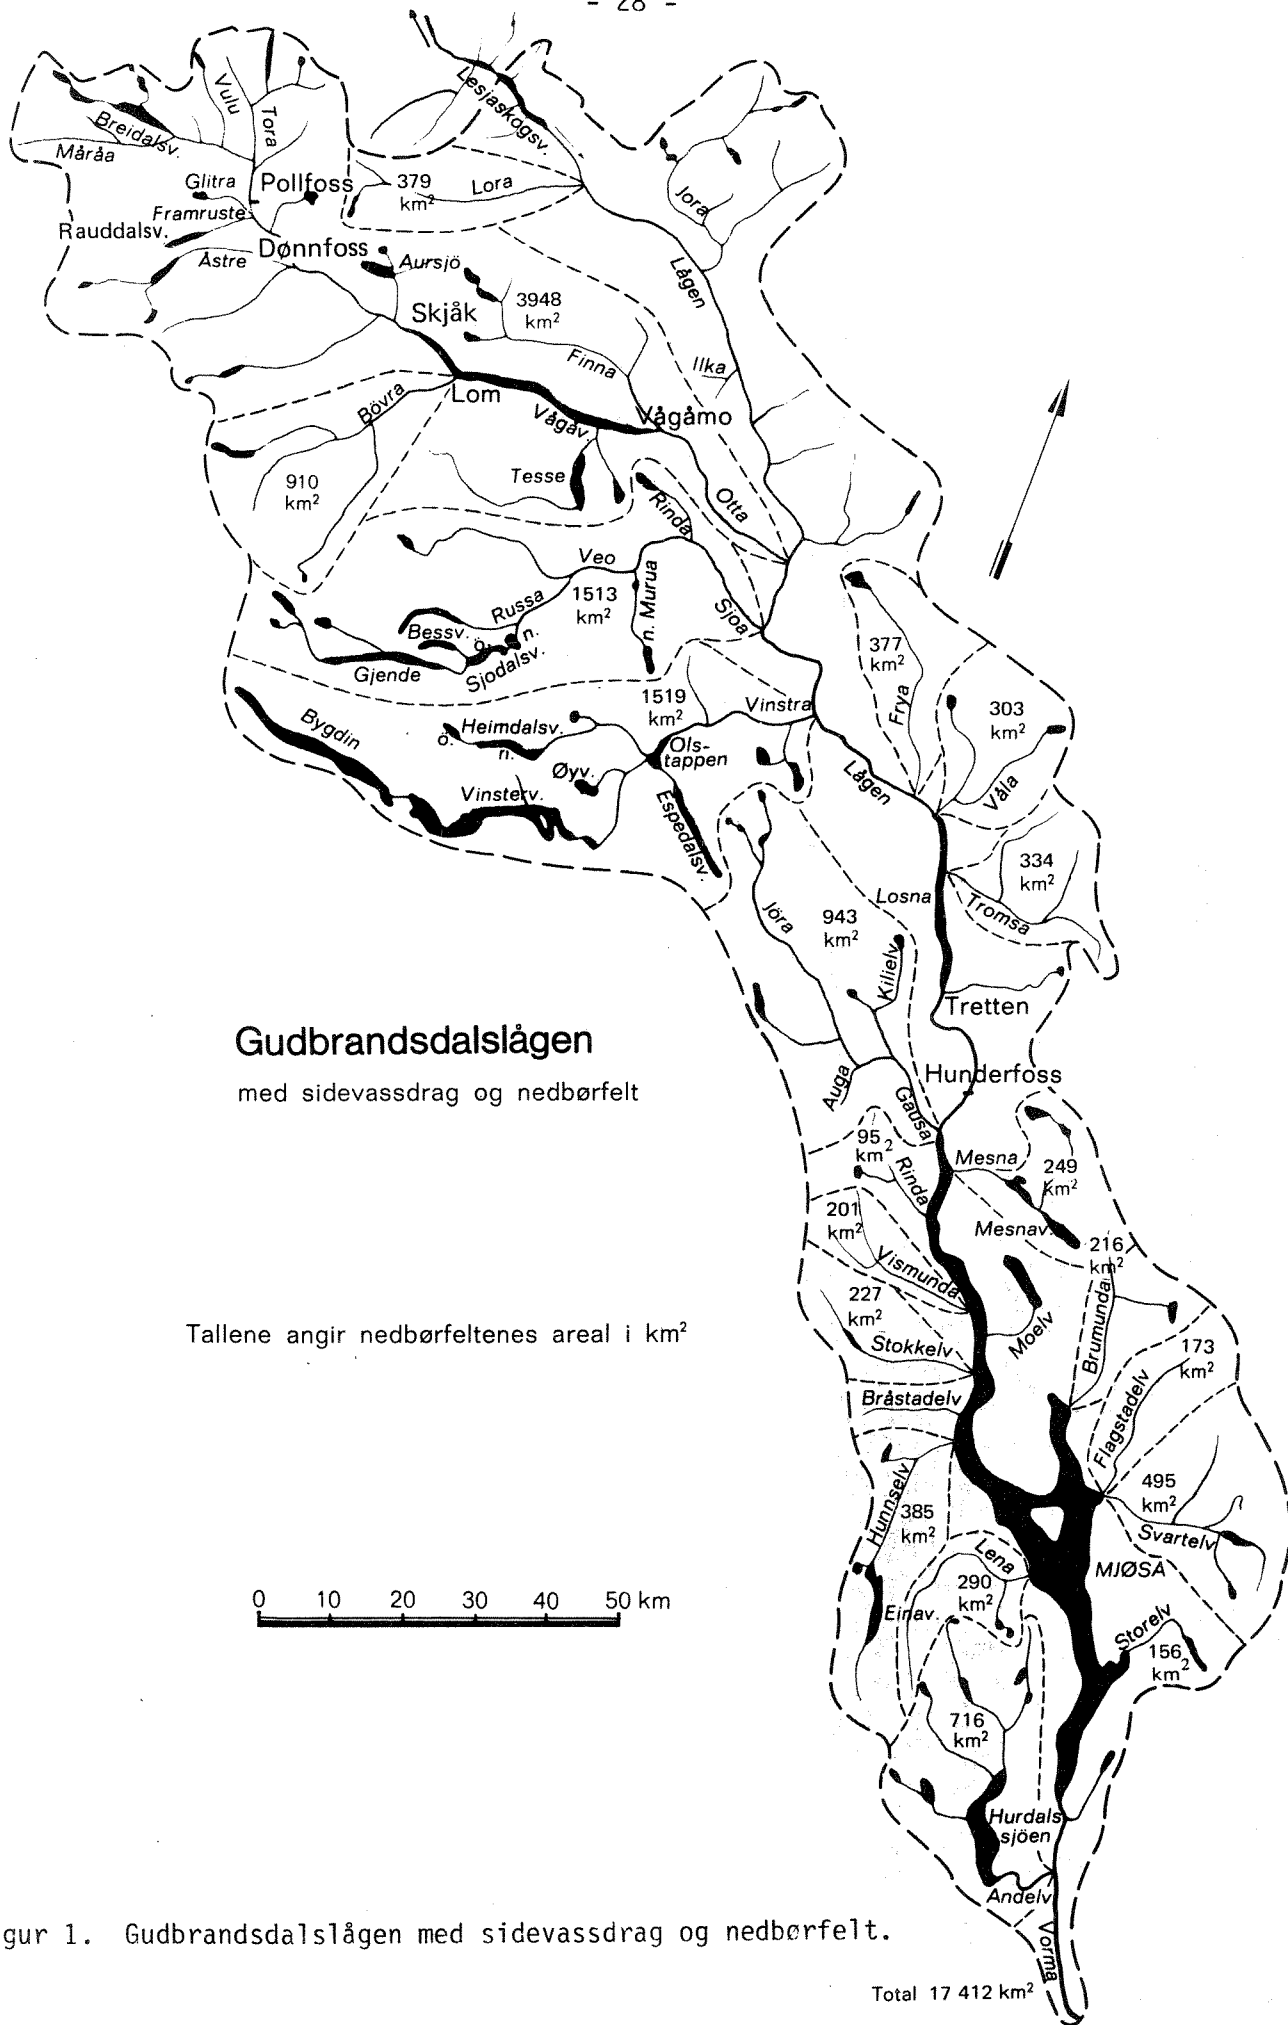 - 28 -
Lesjaskogsv.
Vulu
Tora
Breidalsv.
Måråa
Glitra
Pollfoss
379
km²
Lora
Jora
Framruste
Rauddalsv.
Dønnfoss
Åstre
Aursjö
Lågen
Skjåk
3948
km²
Finna
Ilka
Bövra
Lom
Vågåv.
Vågåmo
910
km²
Tesse
Rinda
Otta
Veo
1513
km²
Russa
n. Murua
Sjoa
Bessv.
ö.
n.
Sjodalsv.
Gjende
377
km²
Frya
303
km²
Våla
1519
km²
Vinstra
Bygdin
Heimdalsv.
ö.
n.
Øyv.
Ols-
tappen
Vinsterv.
Espedalsv.
Lågen
334
km²
Losna
Tromsa
Jöra
943
km²
Kilielv
Tretten
Gudbrandsdalslågen
med sidevassdrag og nedbørfelt
Hunderfoss
Auga
Gausa
95
km²
Rinda
Mesna
249
km²
201
km²
Mesnav.
216
km²
Vismunda
227
km²
Moelv
Brumunda
Tallene angir nedbørfeltenes areal i km²
Stokkelv
173
km²
Bråstadelv
Flagstadelv
Hunnselv
385
km²
495
km²
Svartelv
Lena
290
km²
MJØSA
Einav.
Storelv
156
km²
0 10 20 30 40 50 km
716
km²
Hurdals
sjöen
Andelv
Vorma
gur 1. Gudbrandsdalslågen med sidevassdrag og nedbørfelt.
Total 17 412 km²